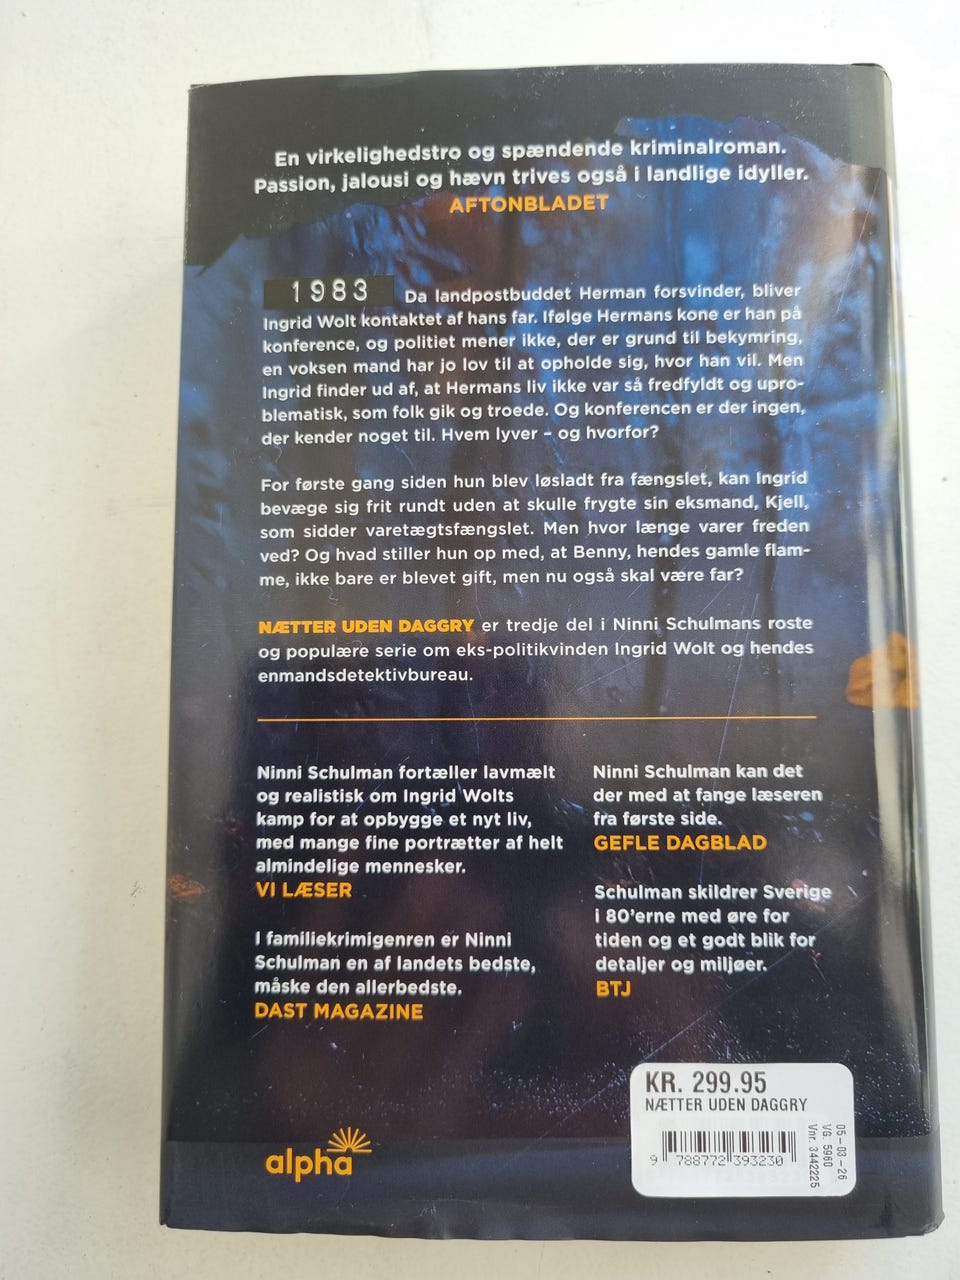 En virkelighedstro og spændende kriminalroman.
Passion, jalousi og hævn trives også i landlige idyller.
AFTONBLADET
1983 Da landpostbuddet Herman forsvinder, bliver
Ingrid Wolt kontaktet af hans far. Ifølge Hermans kone er han på
konference, og politiet mener ikke, der er grund til bekymring,
en voksen mand har jo lov til at opholde sig, hvor han vil. Men
Ingrid finder ud af, at Hermans liv ikke var så fredfyldt og upro-
blematisk, som folk gik og troede. Og konferencen er der ingen,
der kender noget til. Hvem lyver – og hvorfor?
For første gang siden hun blev løsladt fra fængslet, kan Ingrid
bevæge sig frit rundt uden at skulle frygte sin eksmand, Kjell,
som sidder varetægtsfængslet. Men hvor længe varer freden
ved? Og hvad stiller hun op med, at Benny, hendes gamle flam-
me, ikke bare er blevet gift, men nu også skal være far?
NÆTTER UDEN DAGGRY er tredje del i Ninni Schulmans roste
og populære serie om eks-politikvinden Ingrid Wolt og hendes
enmandsdetektivbureau.
Ninni Schulman fortæller lavmælt
og realistisk om Ingrid Wolts
kamp for at opbygge et nyt liv,
med mange fine portrætter af helt
almindelige mennesker.
VI LÆSER
I familiekrimigenren er Ninni
Schulman en af landets bedste,
måske den allerbedste.
DAST MAGAZINE
Ninni Schulman kan det
der med at fange læseren
fra første side.
GEFLE DAGBLAD
Schulman skildrer Sverige
i 80'erne med øre for
tiden og et godt blik for
detaljer og miljøer.
BTJ
alpha
KR. 299.95
NÆTTER UDEN DAGGRY
9 788772 393230
05-03-26
VG. 5960
Vnr. 3442225